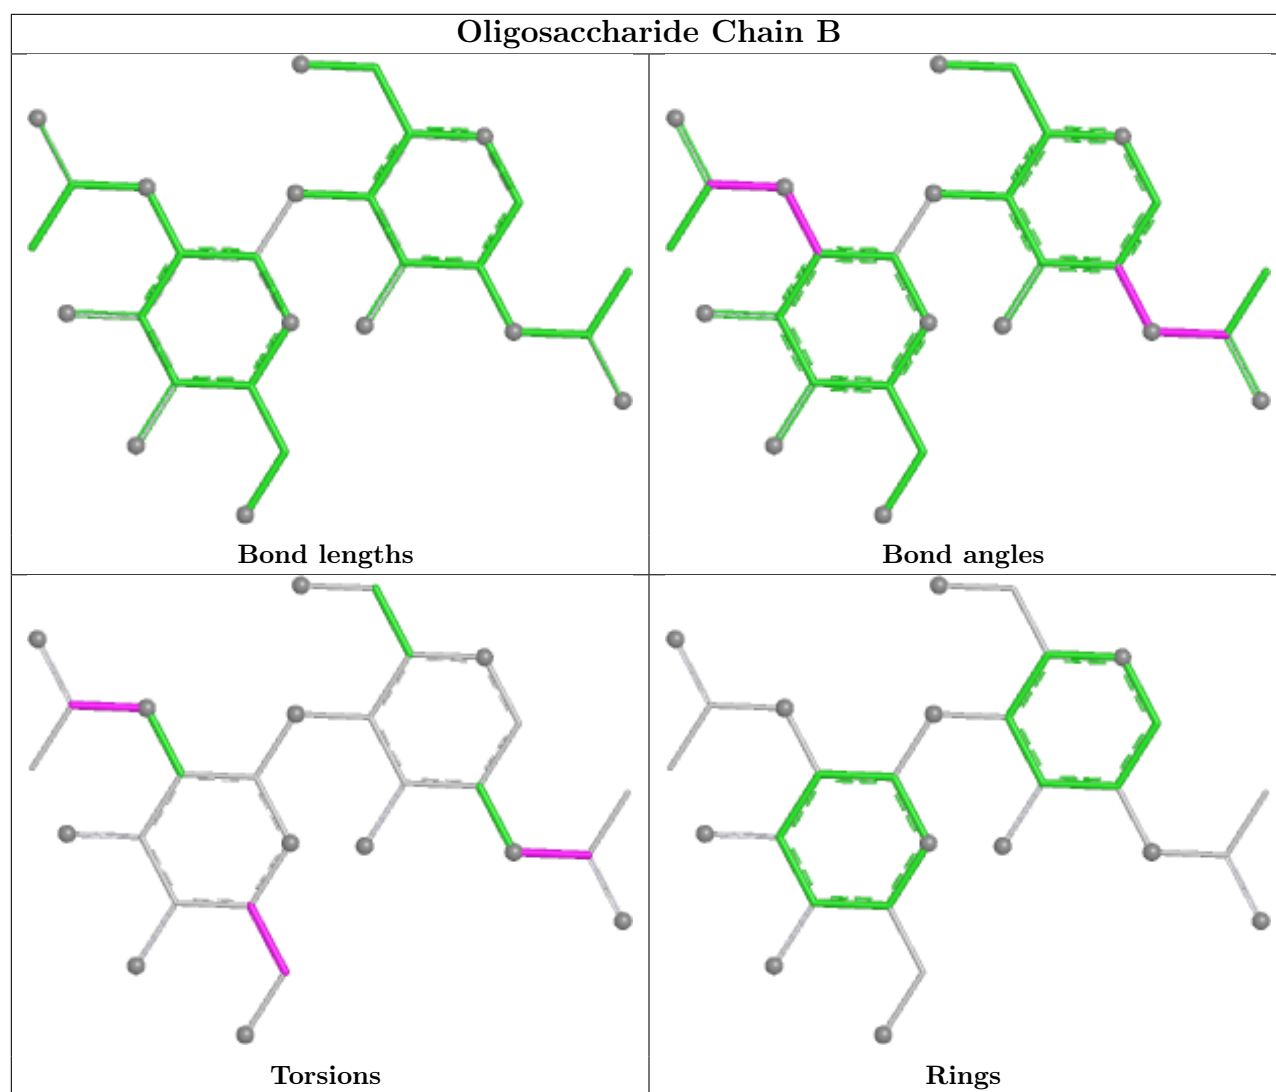 Oligosaccharide Chain B
Bond lengths
Bond angles
Torsions
Rings